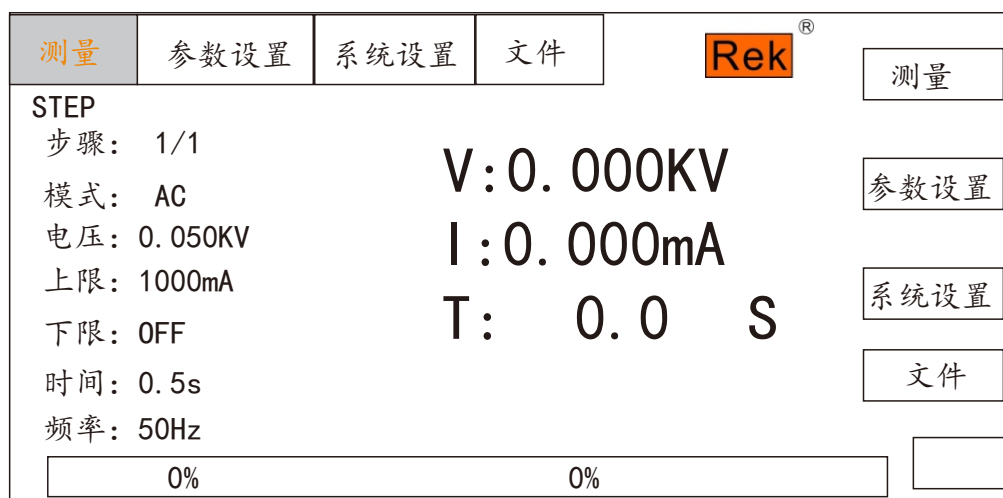 测量 参数设置 系统设置 文件 Rek®
STEP
步骤： 1/1
模式： AC
电压：0.050KV
上限：1000mA
下限：OFF
时间：0.5s
频率：50Hz
V:0.000KV
I:0.000mA
T: 0.0 S
测量
参数设置
系统设置
文件
0% 0%